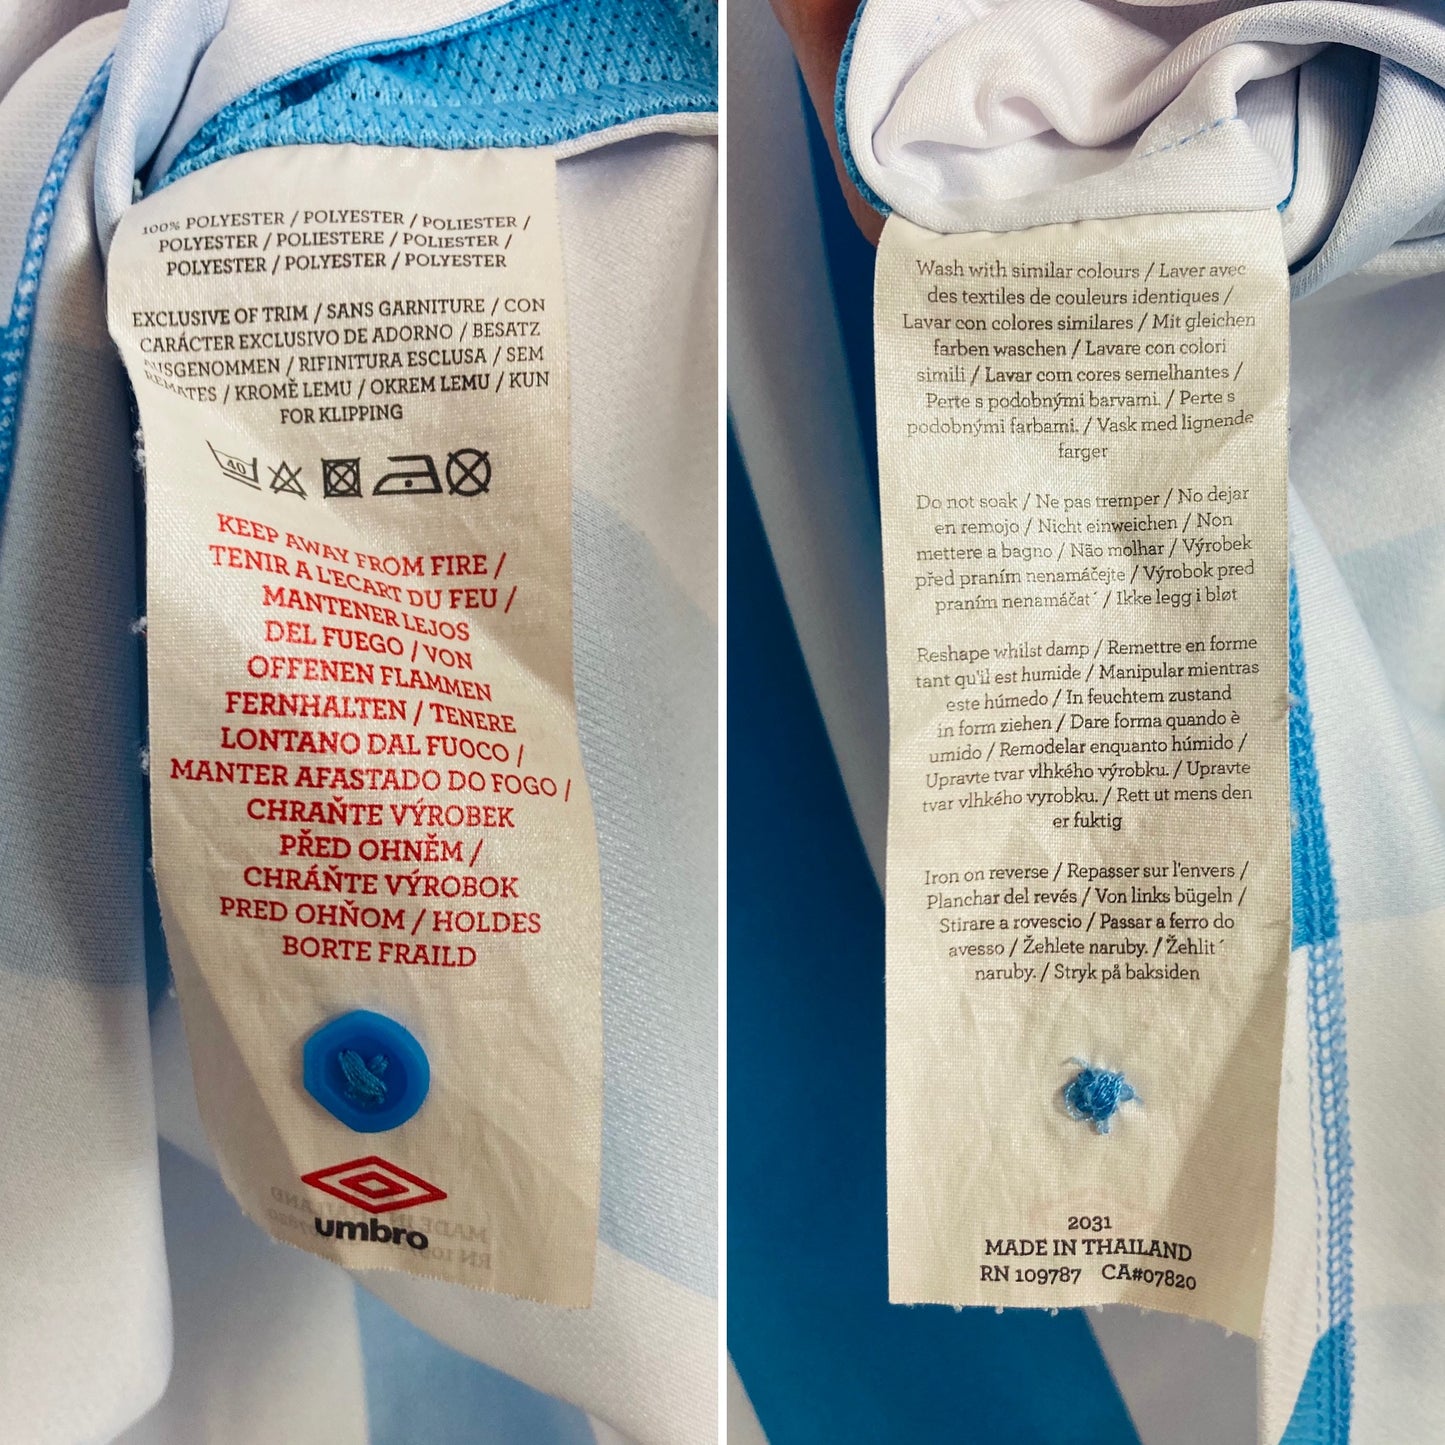 100% POLYESTER / POLYESTER / POLIESTER /
POLYESTER / POLIESTERE / POLIESTER /
POLYESTER / POLYESTER / POLYESTER
EXCLUSIVE OF TRIM / SANS GARNITURE / CON
CARÁCTER EXCLUSIVO DE ADORNO / BESATZ
AUSGENOMMEN / RIFINITURA ESCLUSA / SEM
REMATES / KROMĚ LEMU / OKREM LEMU / KUN
FOR KLIPPING
40
KEEP AWAY FROM FIRE /
TENIR A L'ECART DU FEU /
MANTENER LEJOS
DEL FUEGO / VON
OFFENEN FLAMMEN
FERNHALTEN / TENERE
LONTANO DAL FUOCO /
MANTER AFASTADO DO FOGO /
CHRAŇTE VÝROBEK
PŘED OHNĚM /
CHRÁŇTE VÝROBOK
PRED OHŇOM / HOLDES
BORTE FRAILD
umbro
Wash with similar colours / Laver avec
des textiles de couleurs identiques /
Lavar con colores similares / Mit gleichen
farben waschen / Lavare con colori
simili / Lavar com cores semelhantes /
Perte s podobnými barvami. / Perte s
podobnými farbami. / Vask med lignende
farger
Do not soak / Ne pas tremper / No dejar
en remojo / Nicht einweichen / Non
mettere a bagno / Não molhar / Výrobek
před praním nenamáčejte / Výrobok pred
praním nenamáčat´ / Ikke legg i bløt
Reshape whilst damp / Remettre en forme
tant qu'il est humide / Manipular mientras
este húmedo / In feuchtem zustand
in form ziehen / Dare forma quando è
umido / Remodelar enquanto húmido /
Upravte tvar vlhkého výrobku. / Upravte
tvar vlhkého vyrobku. / Rett ut mens den
er fuktig
Iron on reverse / Repasser sur l'envers /
Planchar del revés / Von links bügeln /
Stirare a rovescio / Passar a ferro do
avesso / Žehlete naruby. / Žehlit´
naruby. / Stryk på baksiden
2031
MADE IN THAILAND
RN 109787 CA#07820